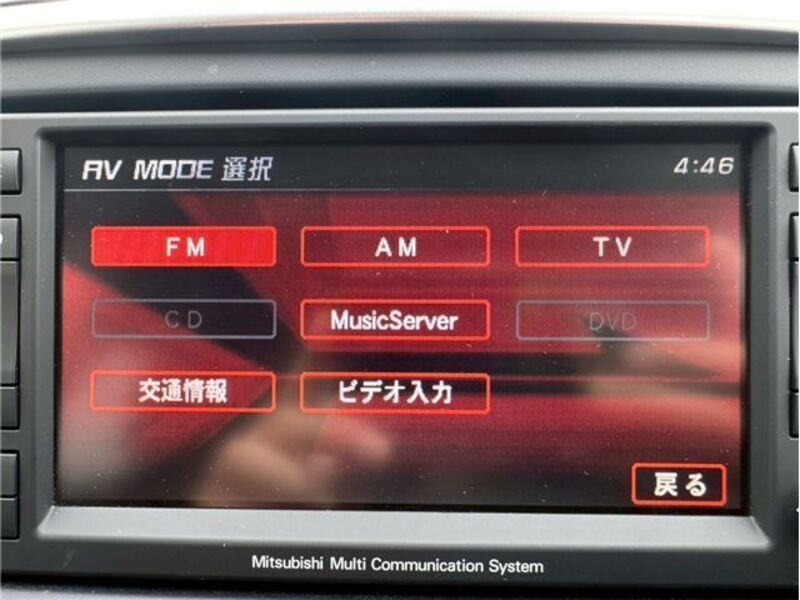 AV MODE 選択 4:46
FM AM TV
CD MusicServer DVD
交通情報 ビデオ入力
戻る
Mitsubishi Multi Communication System